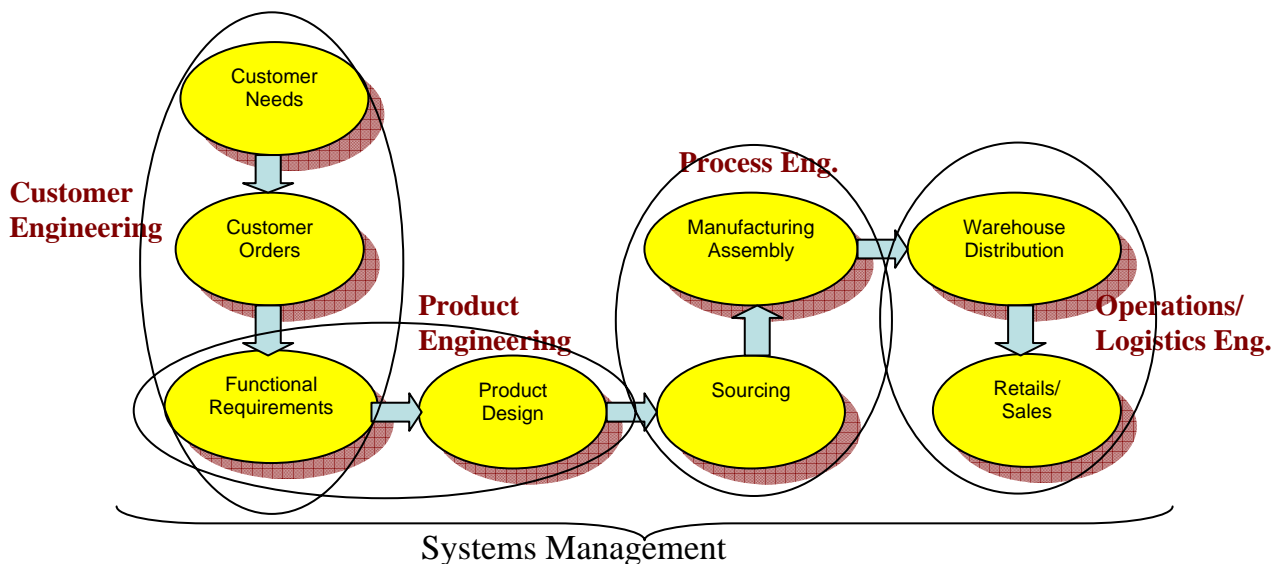 Customer
Needs
Customer
Engineering
Customer
Orders
Functional
Requirements
Product
Engineering
Product
Design
Process Eng.
Manufacturing
Assembly
Sourcing
Warehouse
Distribution
Operations/
Logistics Eng.
Retails/
Sales
Systems Management